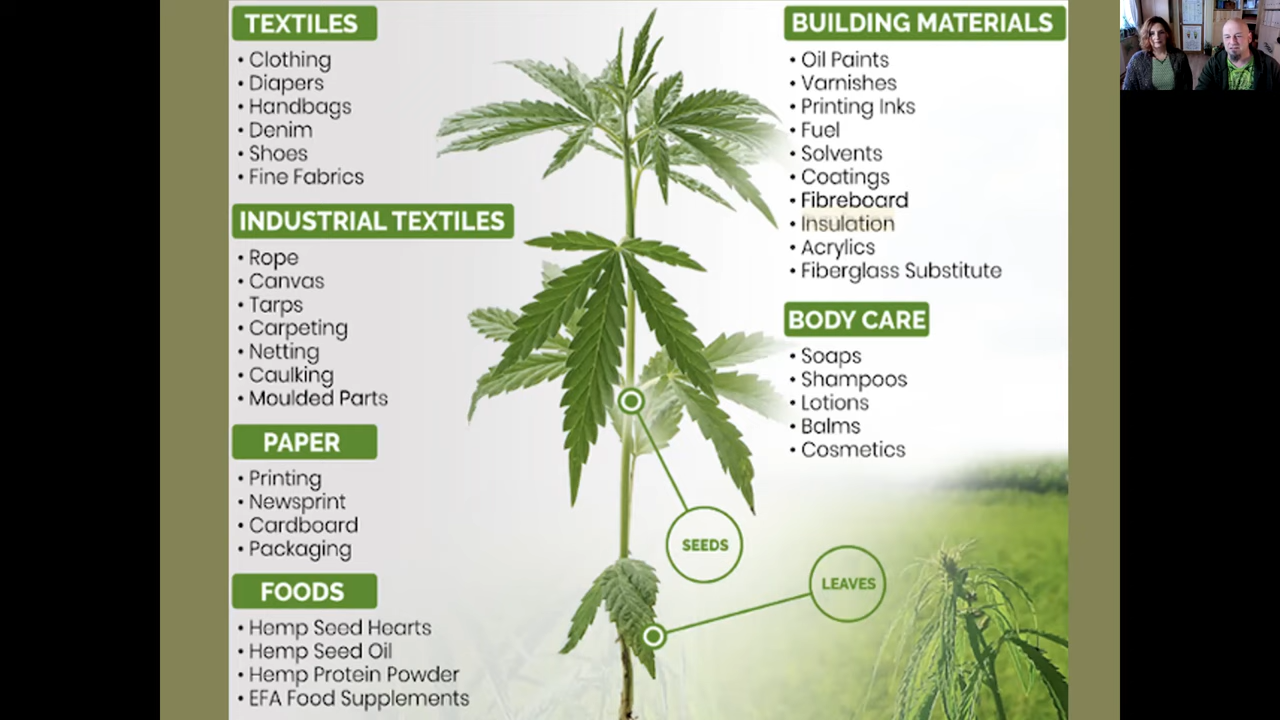 TEXTILES
• Clothing
• Diapers
• Handbags
• Denim
• Shoes
• Fine Fabrics
INDUSTRIAL TEXTILES
• Rope
• Canvas
• Tarps
• Carpeting
• Netting
• Caulking
• Moulded Parts
PAPER
• Printing
• Newsprint
• Cardboard
• Packaging
FOODS
• Hemp Seed Hearts
• Hemp Seed Oil
• Hemp Protein Powder
• EFA Food Supplements
BUILDING MATERIALS
• Oil Paints
• Varnishes
• Printing Inks
• Fuel
• Solvents
• Coatings
• Fibreboard
• Insulation
• Acrylics
• Fiberglass Substitute
BODY CARE
• Soaps
• Shampoos
• Lotions
• Balms
• Cosmetics
SEEDS
LEAVES